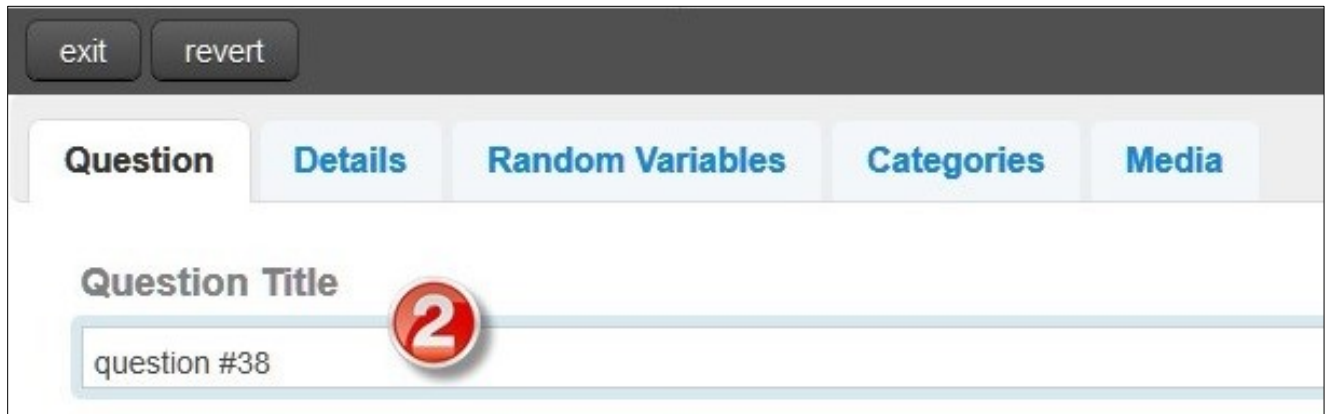 exit revert
Question Details Random Variables Categories Media
Question Title
2
question #38